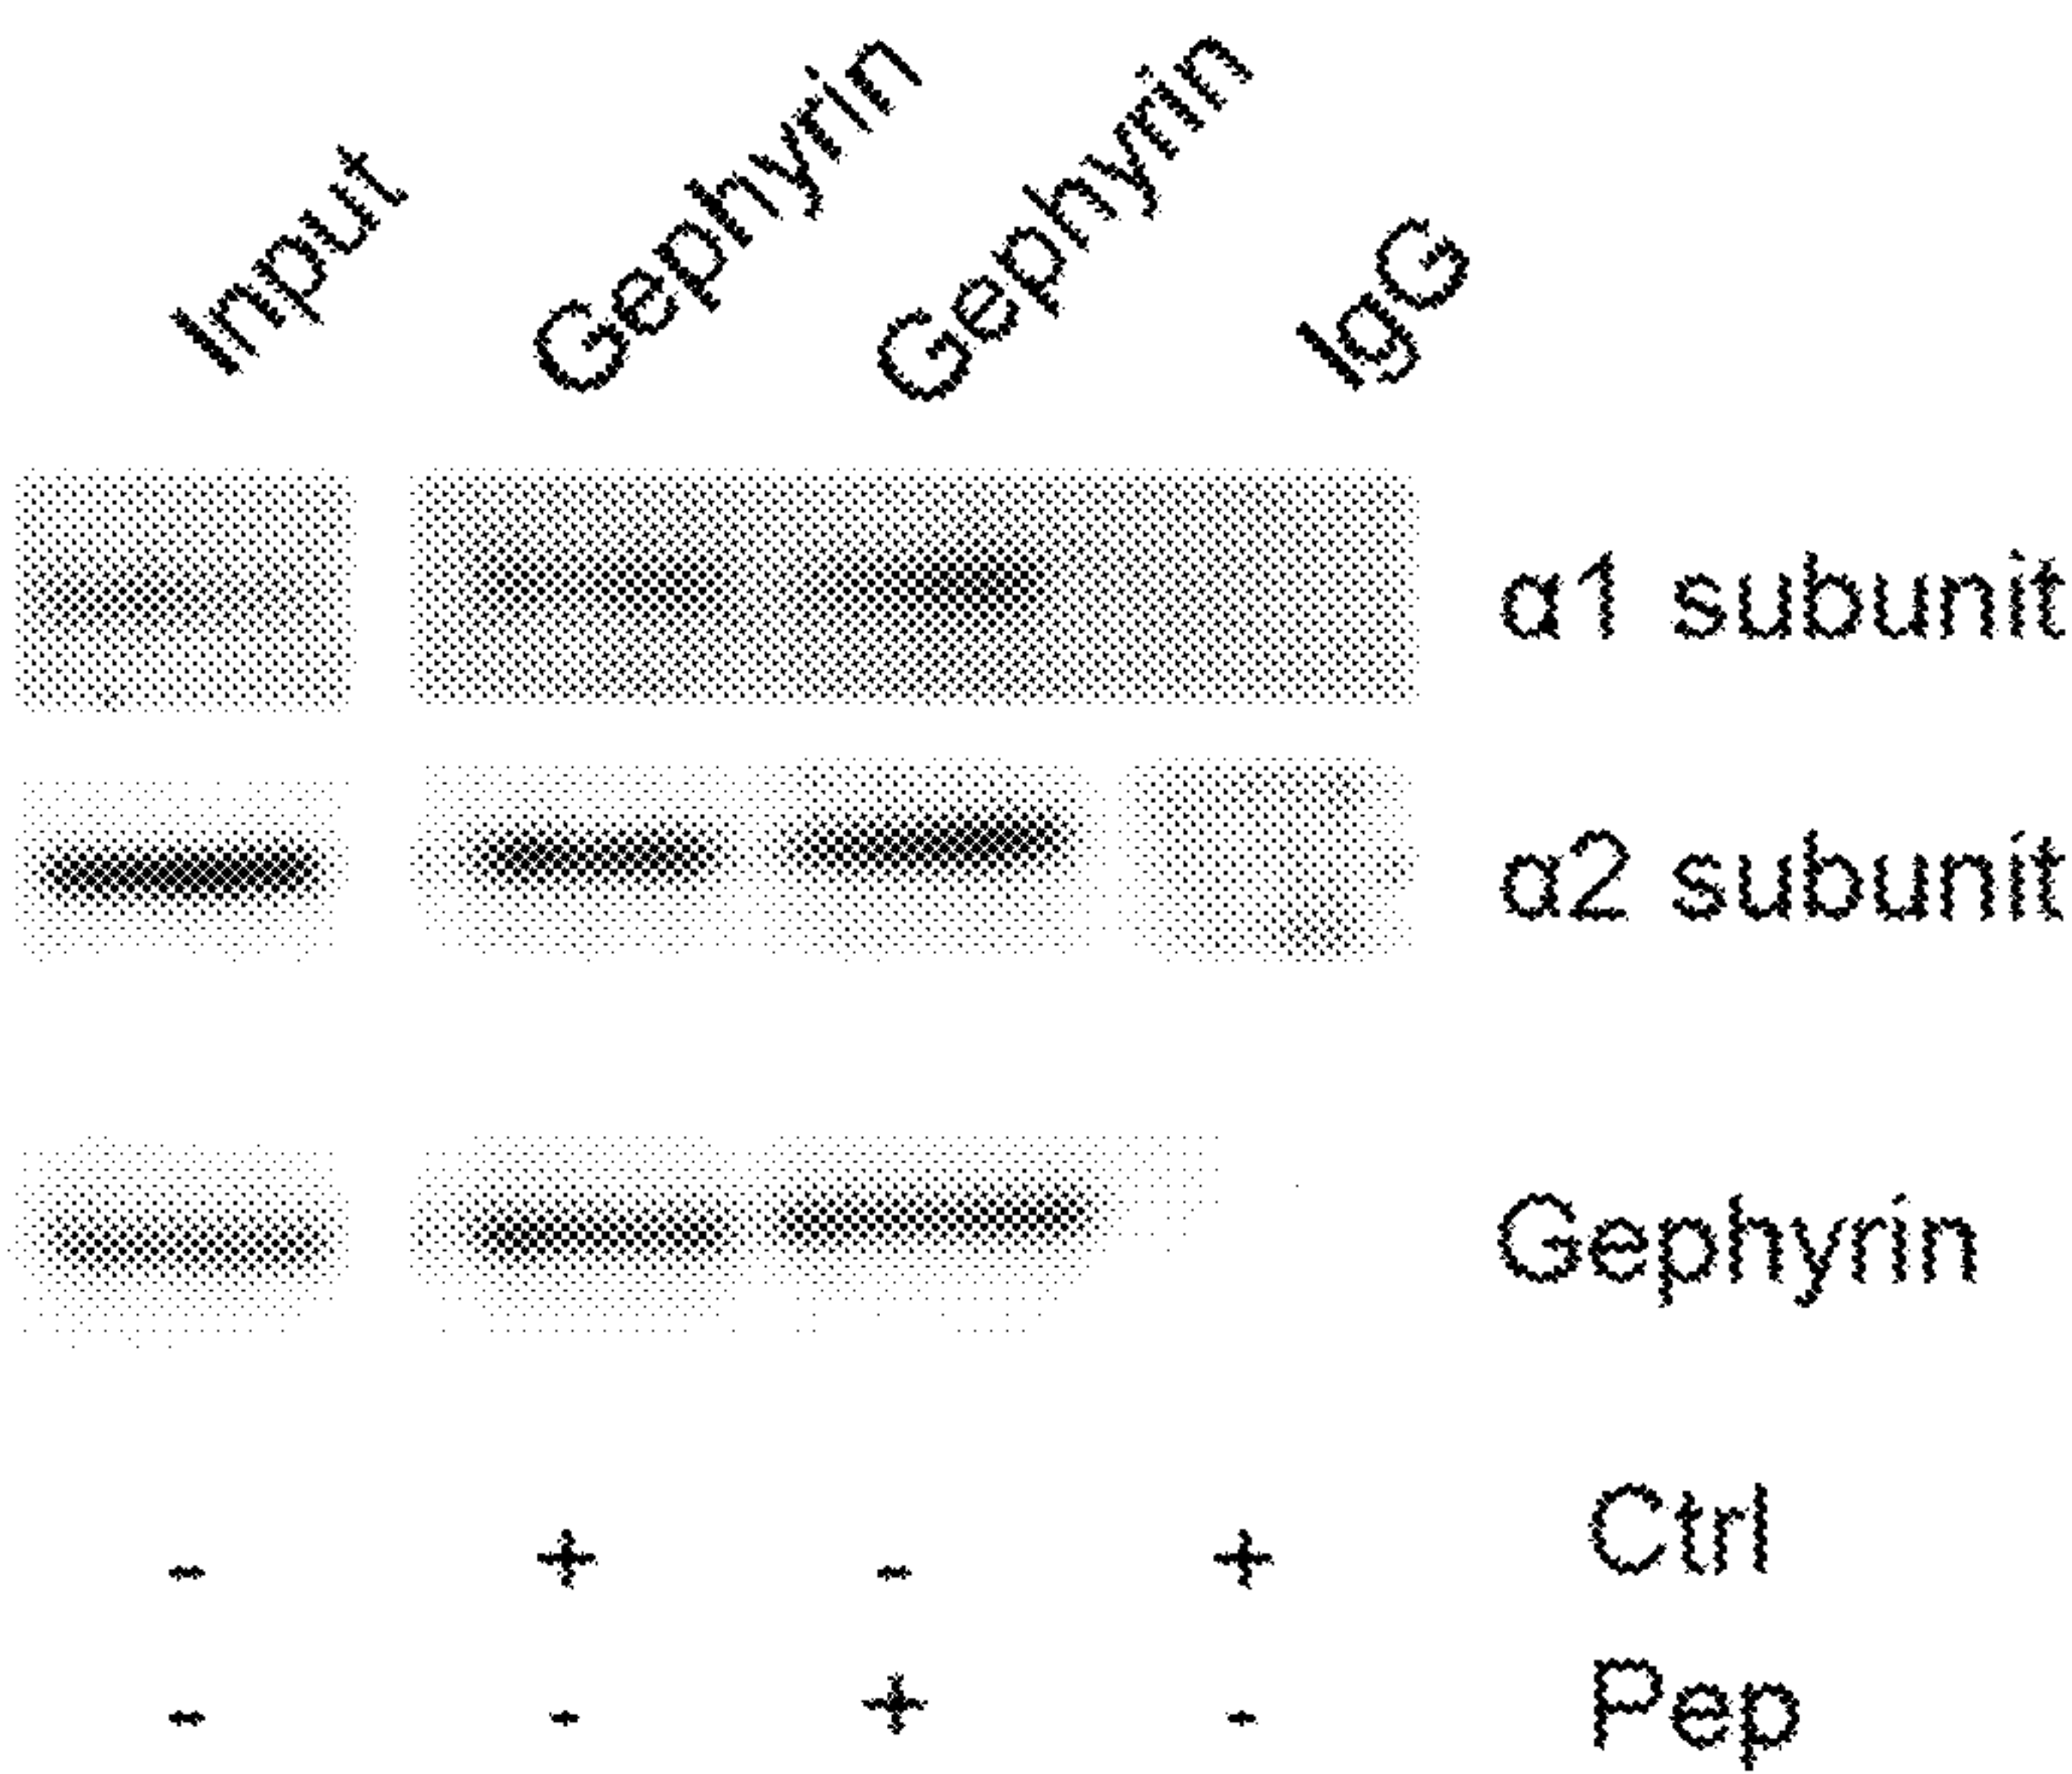 Input Gephyrin Gephyrin IgG
α1 subunit
α2 subunit
Gephyrin
- + - + Ctrl
- - + - Pep